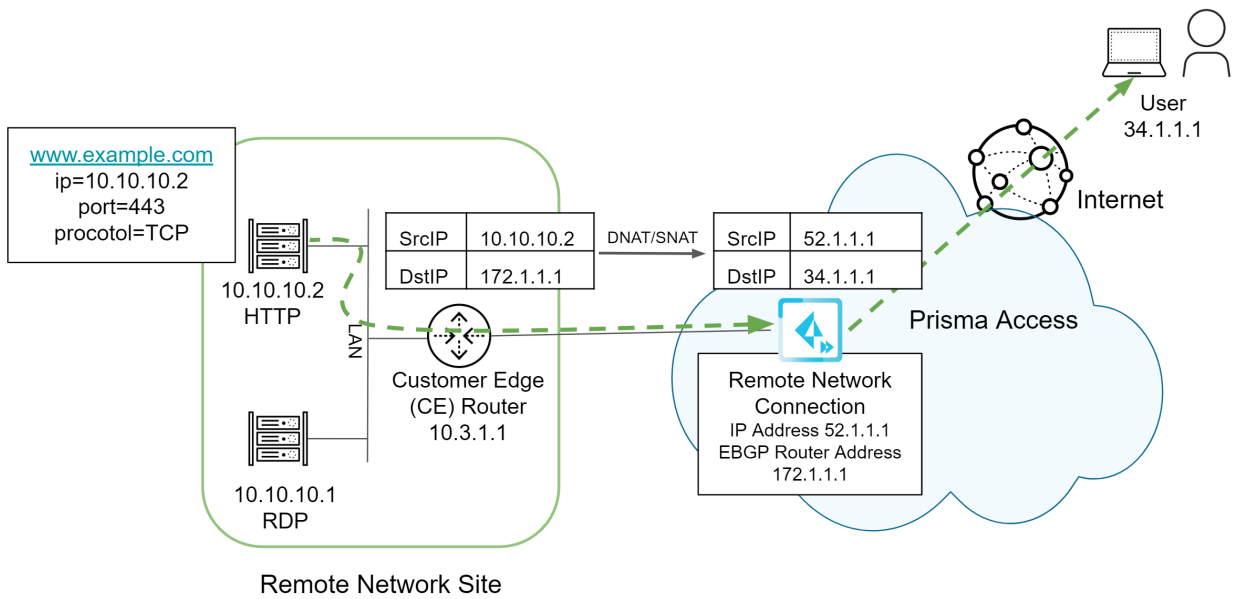 User
34.1.1.1
www.example.com
ip=10.10.10.2
port=443
procotol=TCP
Internet
SrcIP 10.10.10.2
DstIP 172.1.1.1
DNAT/SNAT
SrcIP 52.1.1.1
DstIP 34.1.1.1
10.10.10.2
HTTP
LAN
Prisma Access
Customer Edge
(CE) Router
10.3.1.1
Remote Network
Connection
IP Address 52.1.1.1
EBGP Router Address
172.1.1.1
10.10.10.1
RDP
Remote Network Site